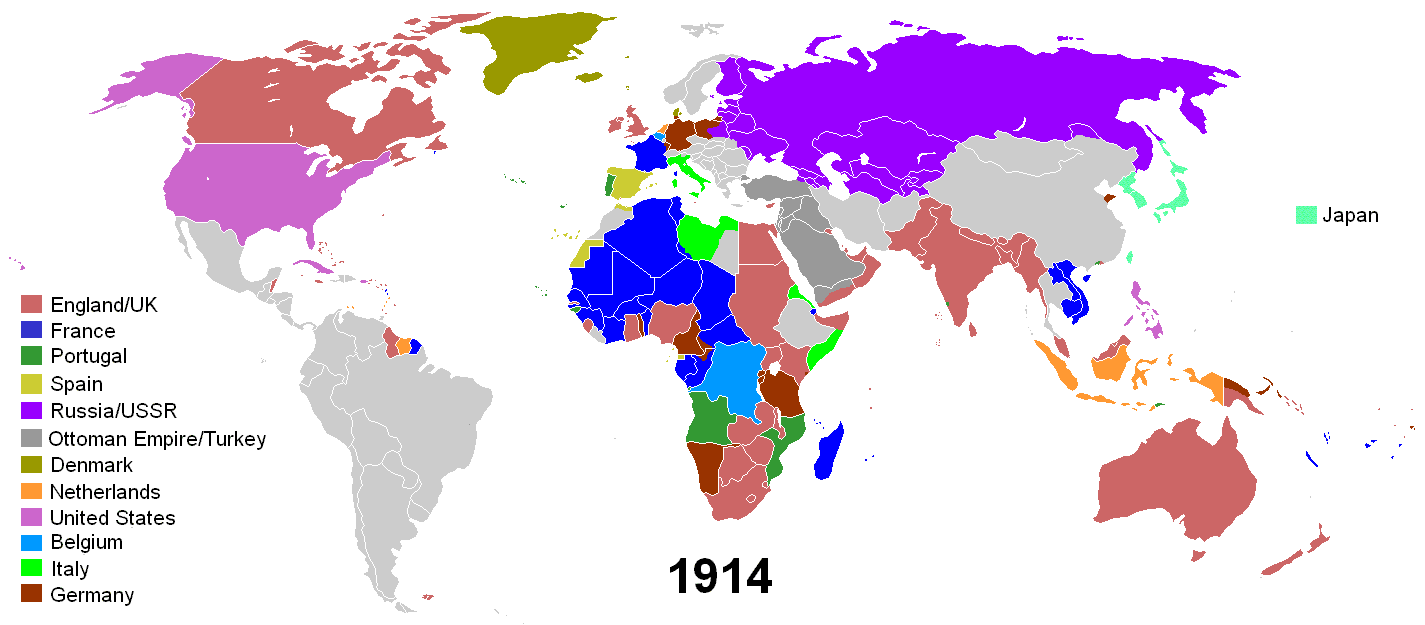 Japan
England/UK
France
Portugal
Spain
Russia/USSR
Ottoman Empire/Turkey
Denmark
Netherlands
United States
Belgium
Italy
Germany
1914